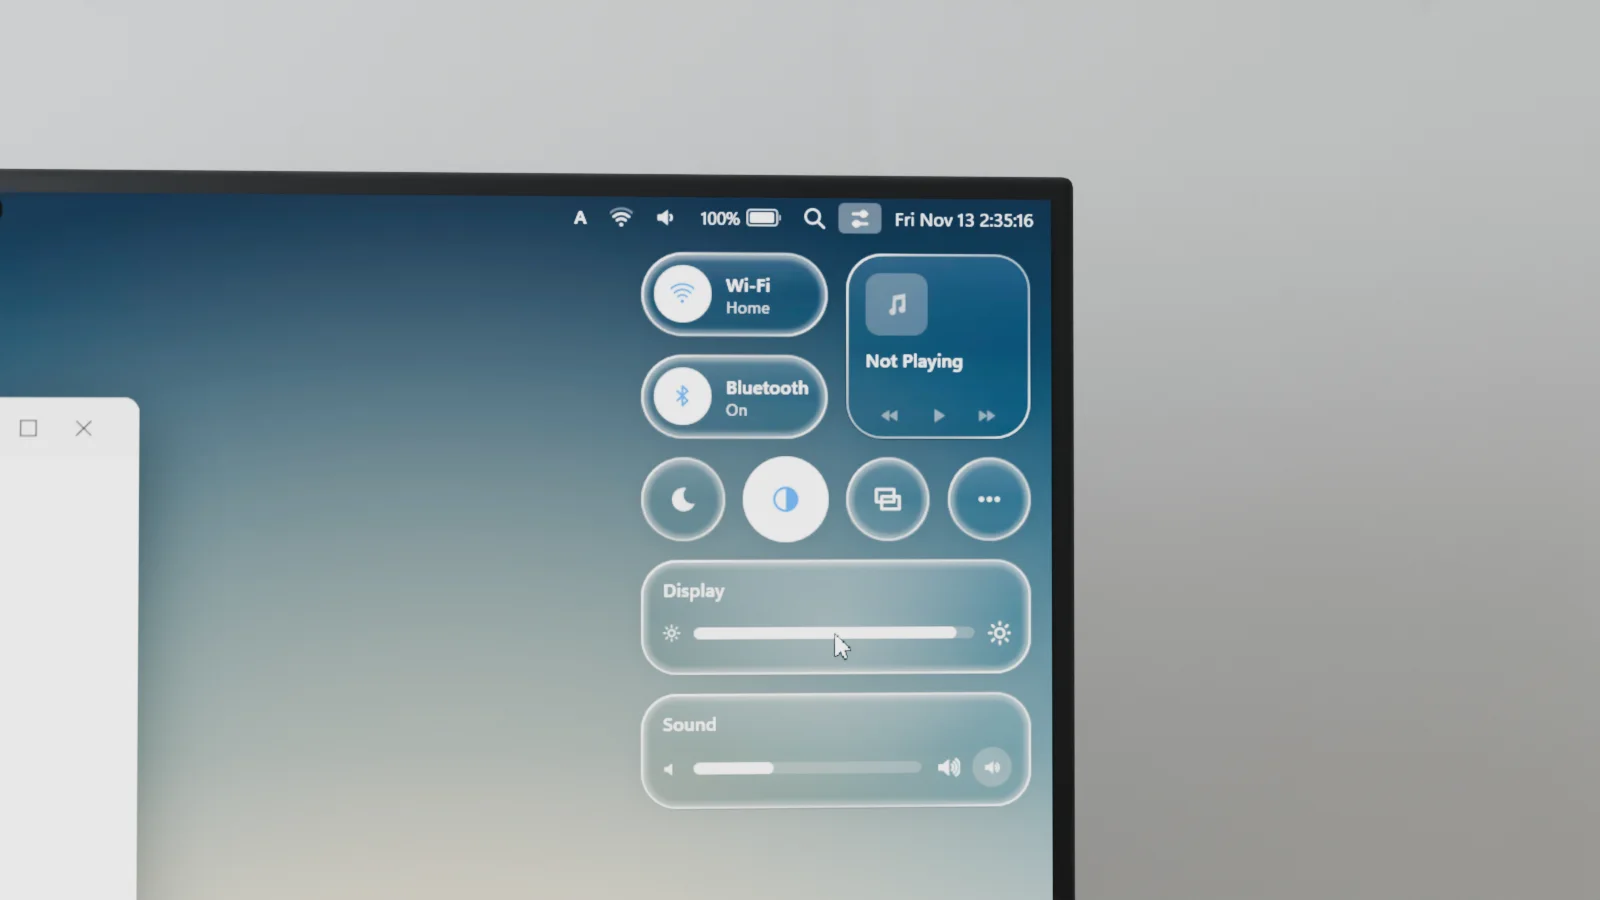 A 100% Fri Nov 13 2:35:16
Wi-Fi
Home
Not Playing
Bluetooth
On
Display
Sound